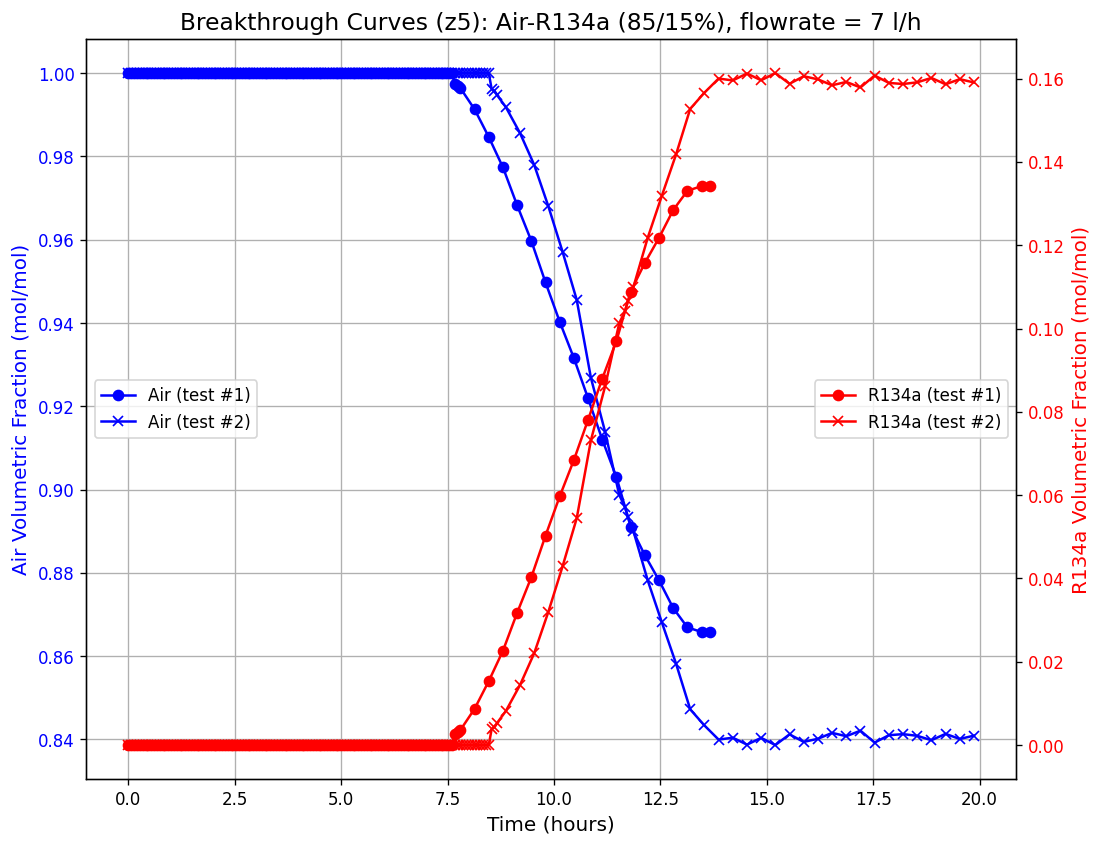 Breakthrough Curves (z5): Air-R134a (85/15%), flowrate = 7 l/h
Air Volumetric Fraction (mol/mol)
1.00
0.98
0.96
0.94
0.92
0.90
0.88
0.86
0.84
Air (test #1)
Air (test #2)
R134a (test #1)
R134a (test #2)
0.16
0.14
0.12
0.10
0.08
0.06
0.04
0.02
0.00
R134a Volumetric Fraction (mol/mol)
0.0 2.5 5.0 7.5 10.0 12.5 15.0 17.5 20.0
Time (hours)